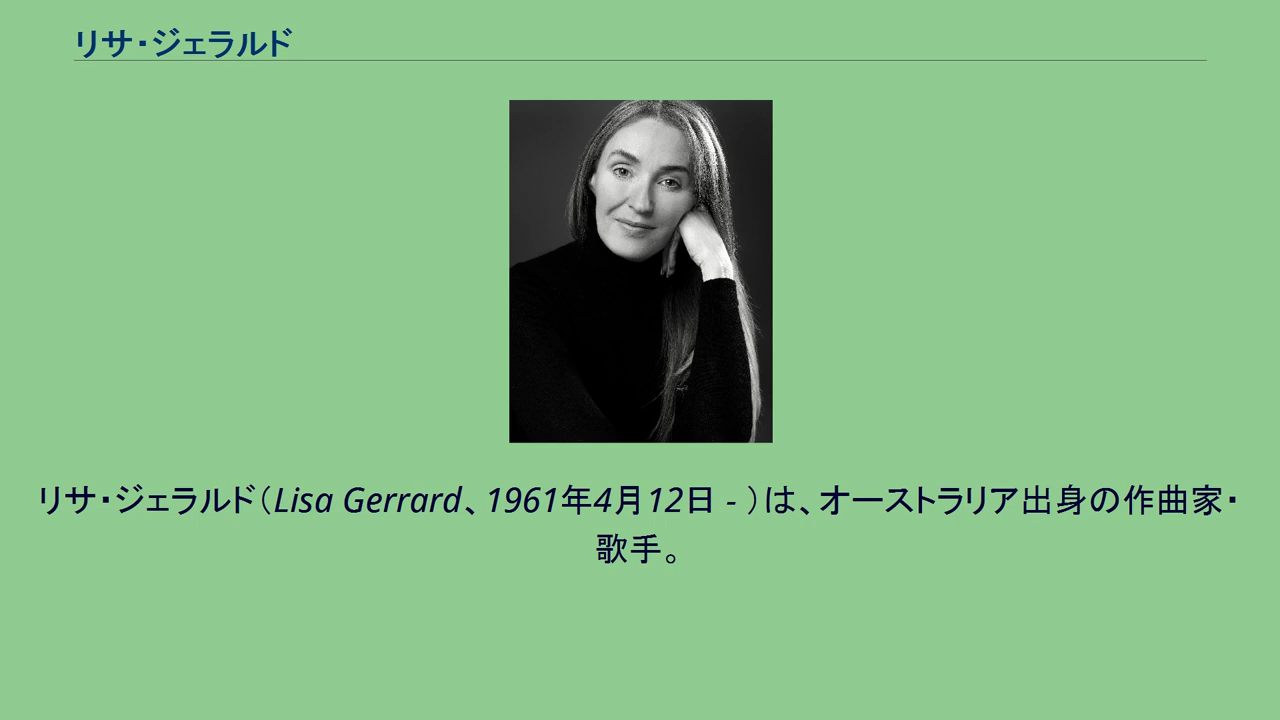 リサ・ジェラルド
リサ・ジェラルド（Lisa Gerrard、1961年4月12日 - ）は、オーストラリア出身の作曲家・
歌手。